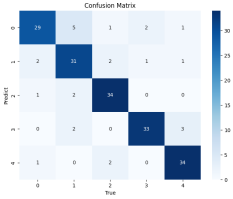 Confusion Matrix
0 29 5 1 2 1
1 2 31 2 1 1
2 1 2 34 0 0
3 0 2 0 33 3
4 1 0 2 0 34
0 1 2 3 4
Predict
True
30
25
20
15
10
5
0